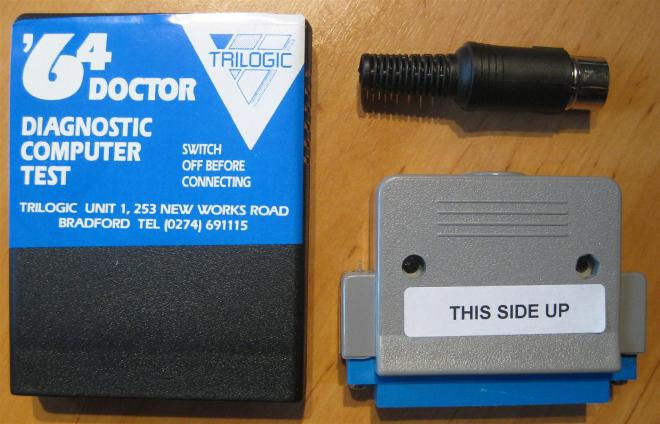 '64
DOCTOR
TRILOGIC
DIAGNOSTIC
COMPUTER
TEST
SWITCH
OFF BEFORE
CONNECTING
TRILOGIC UNIT 1, 253 NEW WORKS ROAD
BRADFORD TEL (0274) 691115
THIS SIDE UP